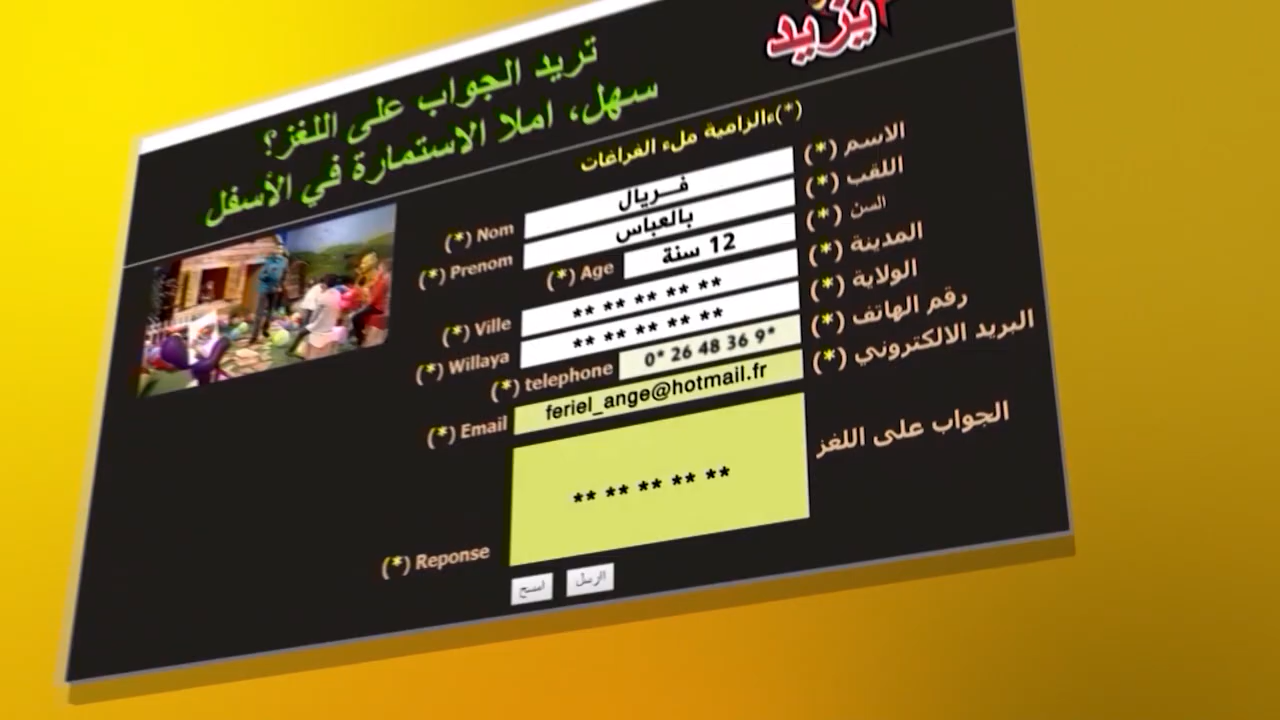 يزيد
تريد الجواب على اللغز؟
سهل، املا الاستمارة في الأسفل
(*)ءالزامية ملء الفراغات
الاسم (*) فـريال Nom (*)
اللقب (*) بالعباس Prenom (*)
السن (*) 12 سنة Age (*)
المدينة (*) ** ** ** ** ** Ville (*)
الولاية (*) ** ** ** ** ** Willaya (*)
رقم الهاتف (*) 0* 26 48 36 9* telephone (*)
البريد الالكتروني (*) feriel_ange@hotmail.fr Email (*)
الجواب على اللغز ** ** ** ** ** Reponse (*)
امسح ارسل